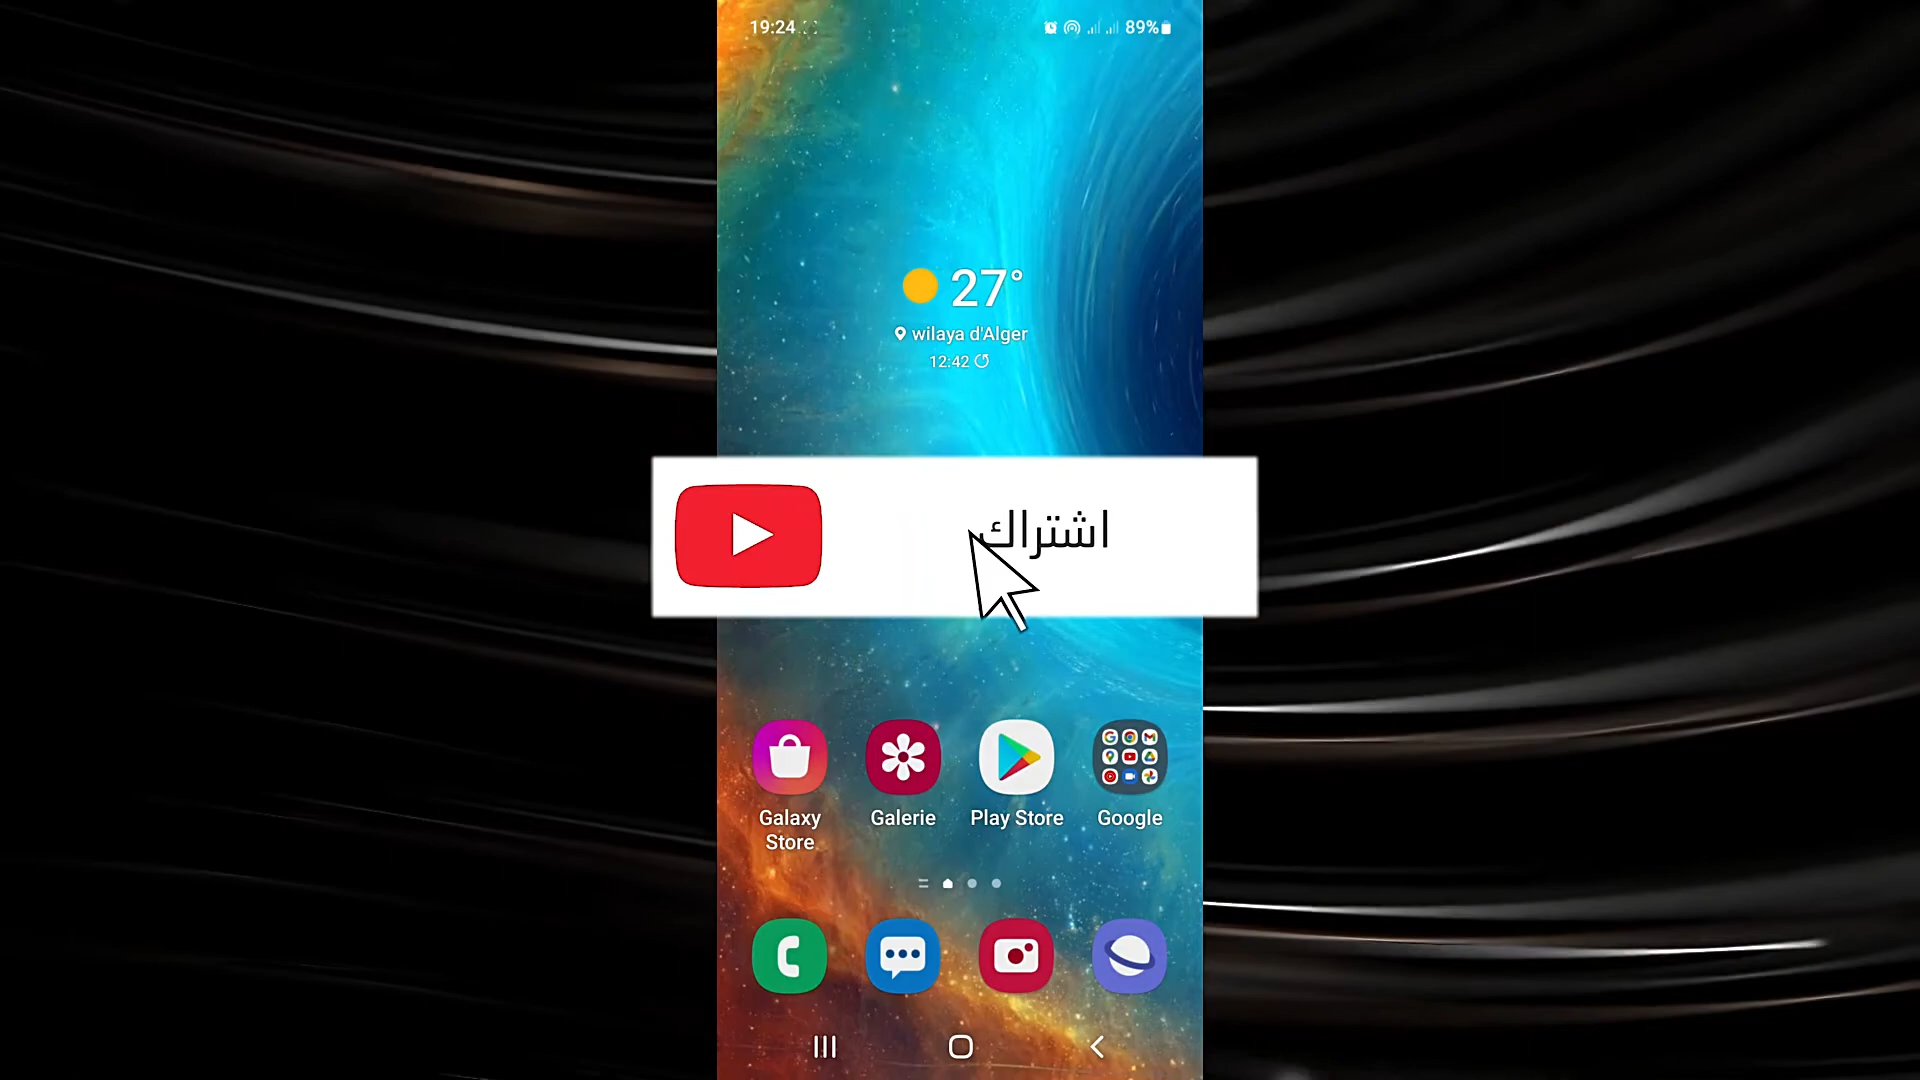 19:24
89%
27°
wilaya d'Alger
12:42
اشتراك
Galaxy Store
Galerie
Play Store
Google